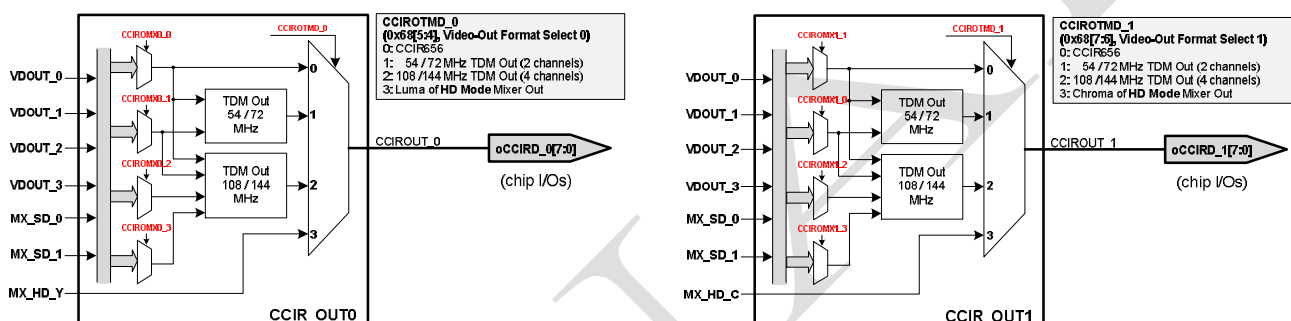 CCIROMX0_0
CCIROTMD_0
CCIROTMD_0
(0x68[5:4], Video-Out Format Select 0)
0: CCIR656
1: 54 / 72 MHz TDM Out (2 channels)
2: 108 / 144 MHz TDM Out (4 channels)
3: Luma of HD Mode Mixer Out
VDOUT_0
VDOUT_1
VDOUT_2
VDOUT_3
MX_SD_0
MX_SD_1
MX_HD_Y
CCIROMX0_1
CCIROMX0_2
CCIROMX0_3
TDM Out
54 / 72
MHz
TDM Out
108 / 144
MHz
0
1
2
3
CCIROUT_0
oCCIRD_0[7:0]
(chip I/Os)
CCIR_OUT0
CCIROMX1_1
CCIROTMD_1
CCIROTMD_1
(0x68[7:6], Video-Out Format Select 1)
0: CCIR656
1: 54 / 72 MHz TDM Out (2 channels)
2: 108 /144 MHz TDM Out (4 channels)
3: Chroma of HD Mode Mixer Out
VDOUT_0
VDOUT_1
VDOUT_2
VDOUT_3
MX_SD_0
MX_SD_1
MX_HD_C
CCIROMX1_0
CCIROMX1_2
CCIROMX1_3
TDM Out
54 / 72
MHz
TDM Out
108 / 144
MHz
0
1
2
3
CCIROUT_1
oCCIRD_1[7:0]
(chip I/Os)
CCIR_OUT1